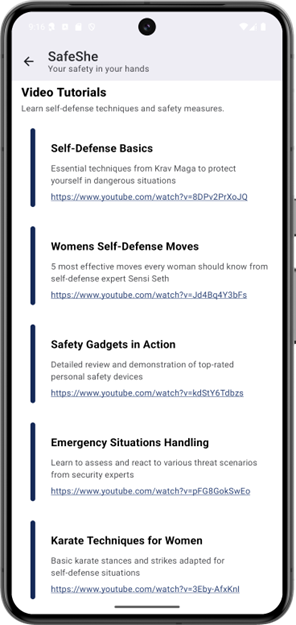 9:10
SafeShe
Your safety in your hands
Video Tutorials
Learn self-defense techniques and safety measures.
Self-Defense Basics
Essential techniques from Krav Maga to protect
yourself in dangerous situations
https://www.youtube.com/watch?v=8DPv2PrXoJQ
Womens Self-Defense Moves
5 most effective moves every woman should know from
self-defense expert Sensi Seth
https://www.youtube.com/watch?v=Jd4Bq4Y3bFs
Safety Gadgets in Action
Detailed review and demonstration of top-rated
personal safety devices
https://www.youtube.com/watch?v=kdStY6Tdbzs
Emergency Situations Handling
Learn to assess and react to various threat scenarios
from security experts
https://www.youtube.com/watch?v=pFG8GokSwEo
Karate Techniques for Women
Basic karate stances and strikes adapted for
self-defense situations
https://www.youtube.com/watch?v=3Eby-AfxKnI